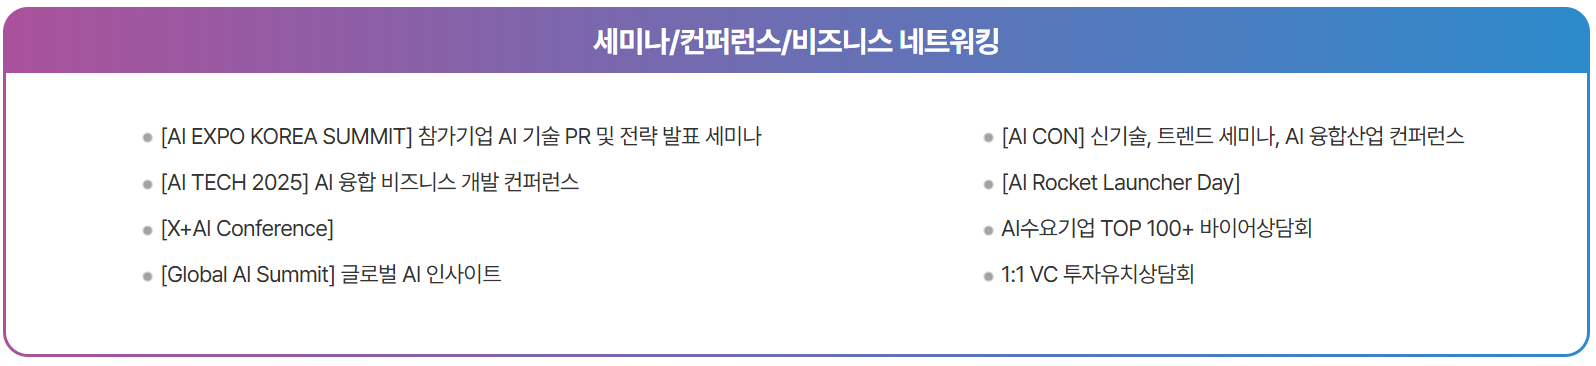 세미나/컨퍼런스/비즈니스 네트워킹
[AI EXPO KOREA SUMMIT] 참가기업 AI 기술 PR 및 전략 발표 세미나
[AI TECH 2025] AI 융합 비즈니스 개발 컨퍼런스
[X+AI Conference]
[Global AI Summit] 글로벌 AI 인사이트
[AI CON] 신기술, 트렌드 세미나, AI 융합산업 컨퍼런스
[AI Rocket Launcher Day]
AI수요기업 TOP 100+ 바이어상담회
1:1 VC 투자유치상담회